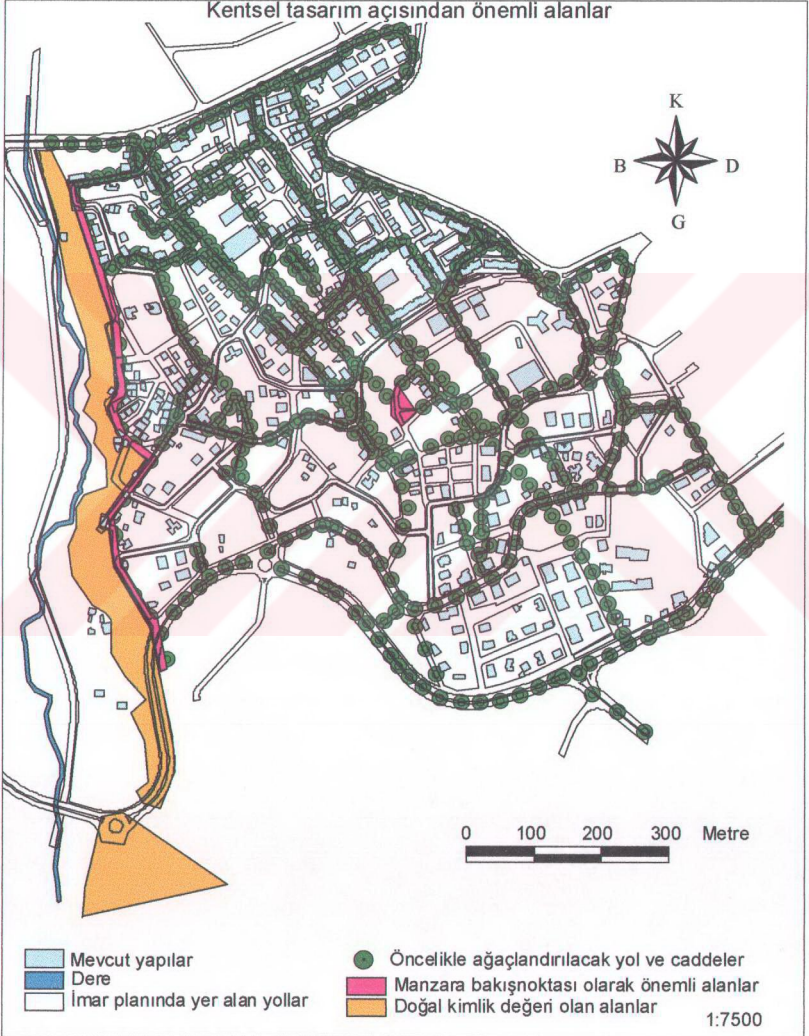 Kentsel tasarım açısından önemli alanlar
K
B D
G
0 100 200 300 Metre
Mevcut yapılar
Dere
İmar planında yer alan yollar
Öncelikle ağaçlandırılacak yol ve caddeler
Manzara bakışnoktası olarak önemli alanlar
Doğal kimlik değeri olan alanlar
1:7500